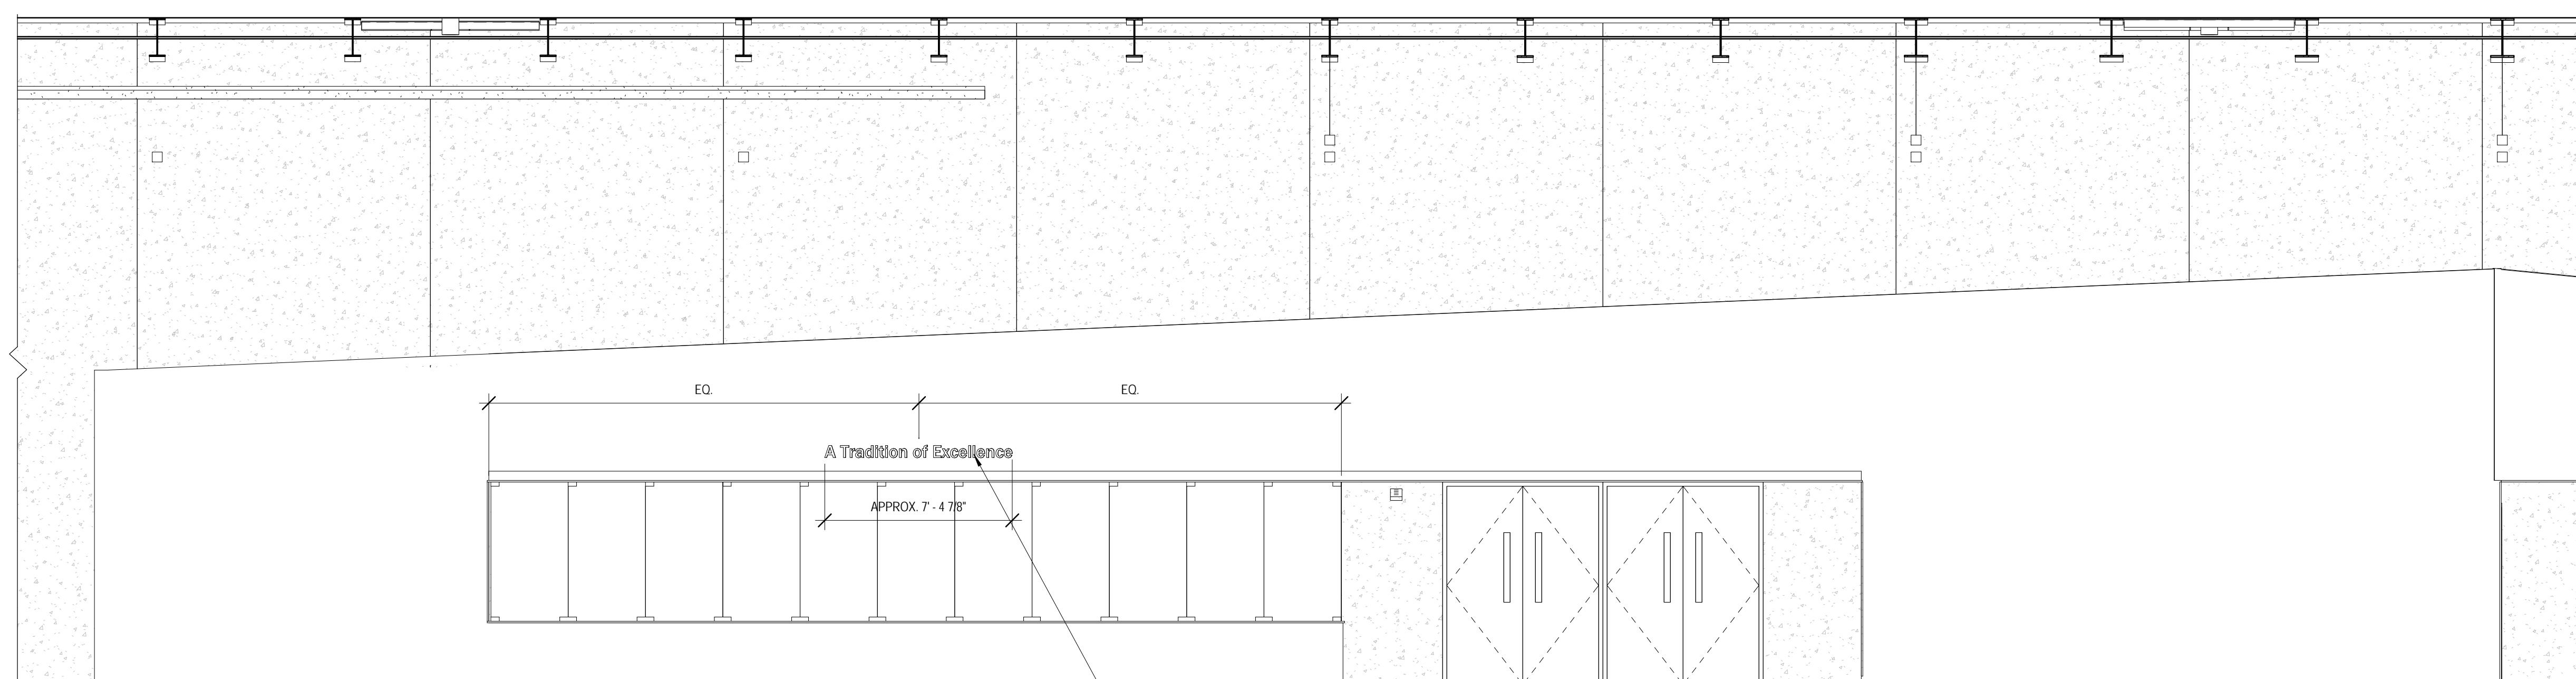 EQ. EQ.
A Tradition of Excellence
APPROX. 7' - 4 7/8"